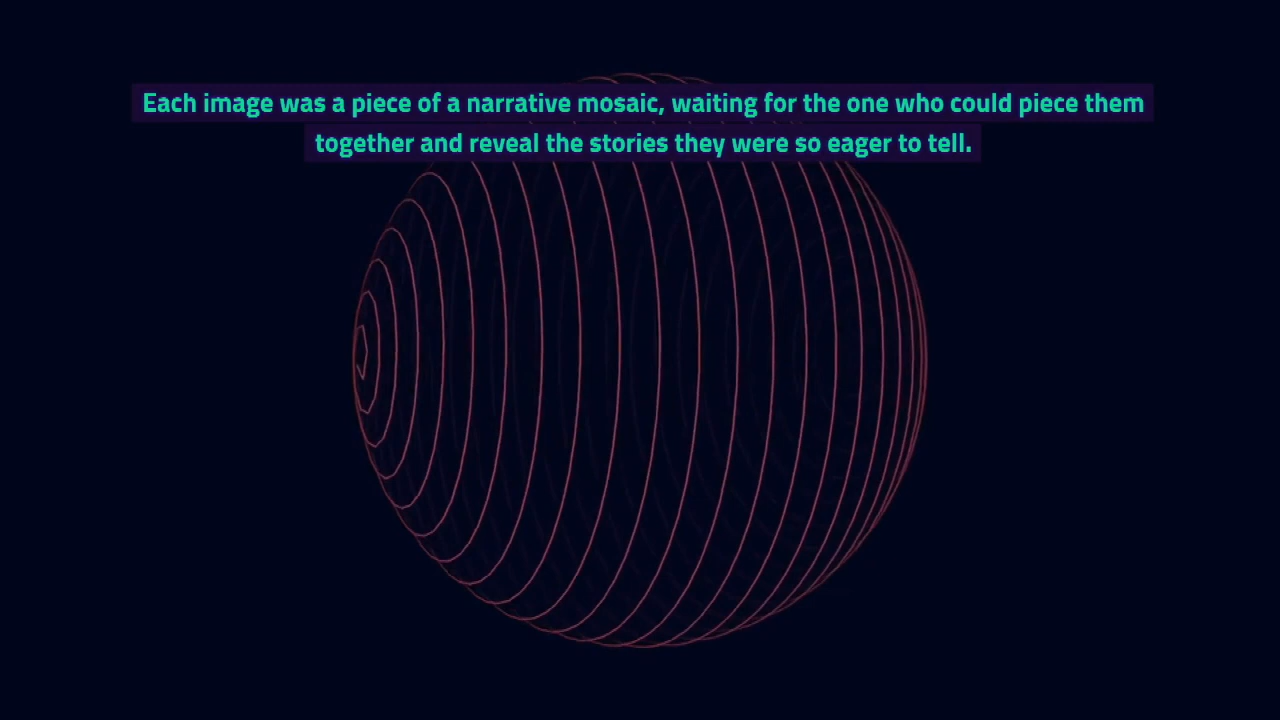 Each image was a piece of a narrative mosaic, waiting for the one who could piece them
together and reveal the stories they were so eager to tell.